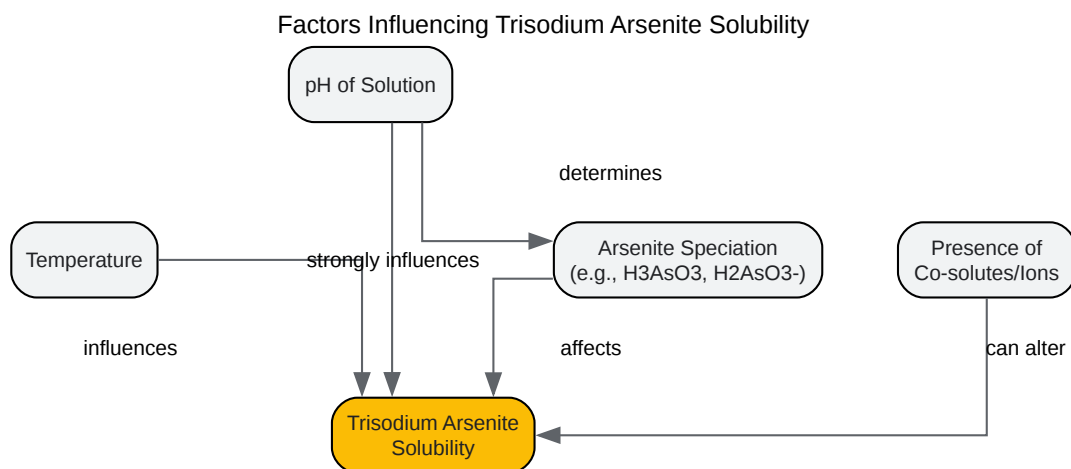 Factors Influencing Trisodium Arsenite Solubility
pH of Solution
determines
Temperature
strongly influences
Arsenite Speciation
(e.g., H3AsO3, H2AsO3-)
Presence of
Co-solutes/Ions
influences
affects
can alter
Trisodium Arsenite
Solubility